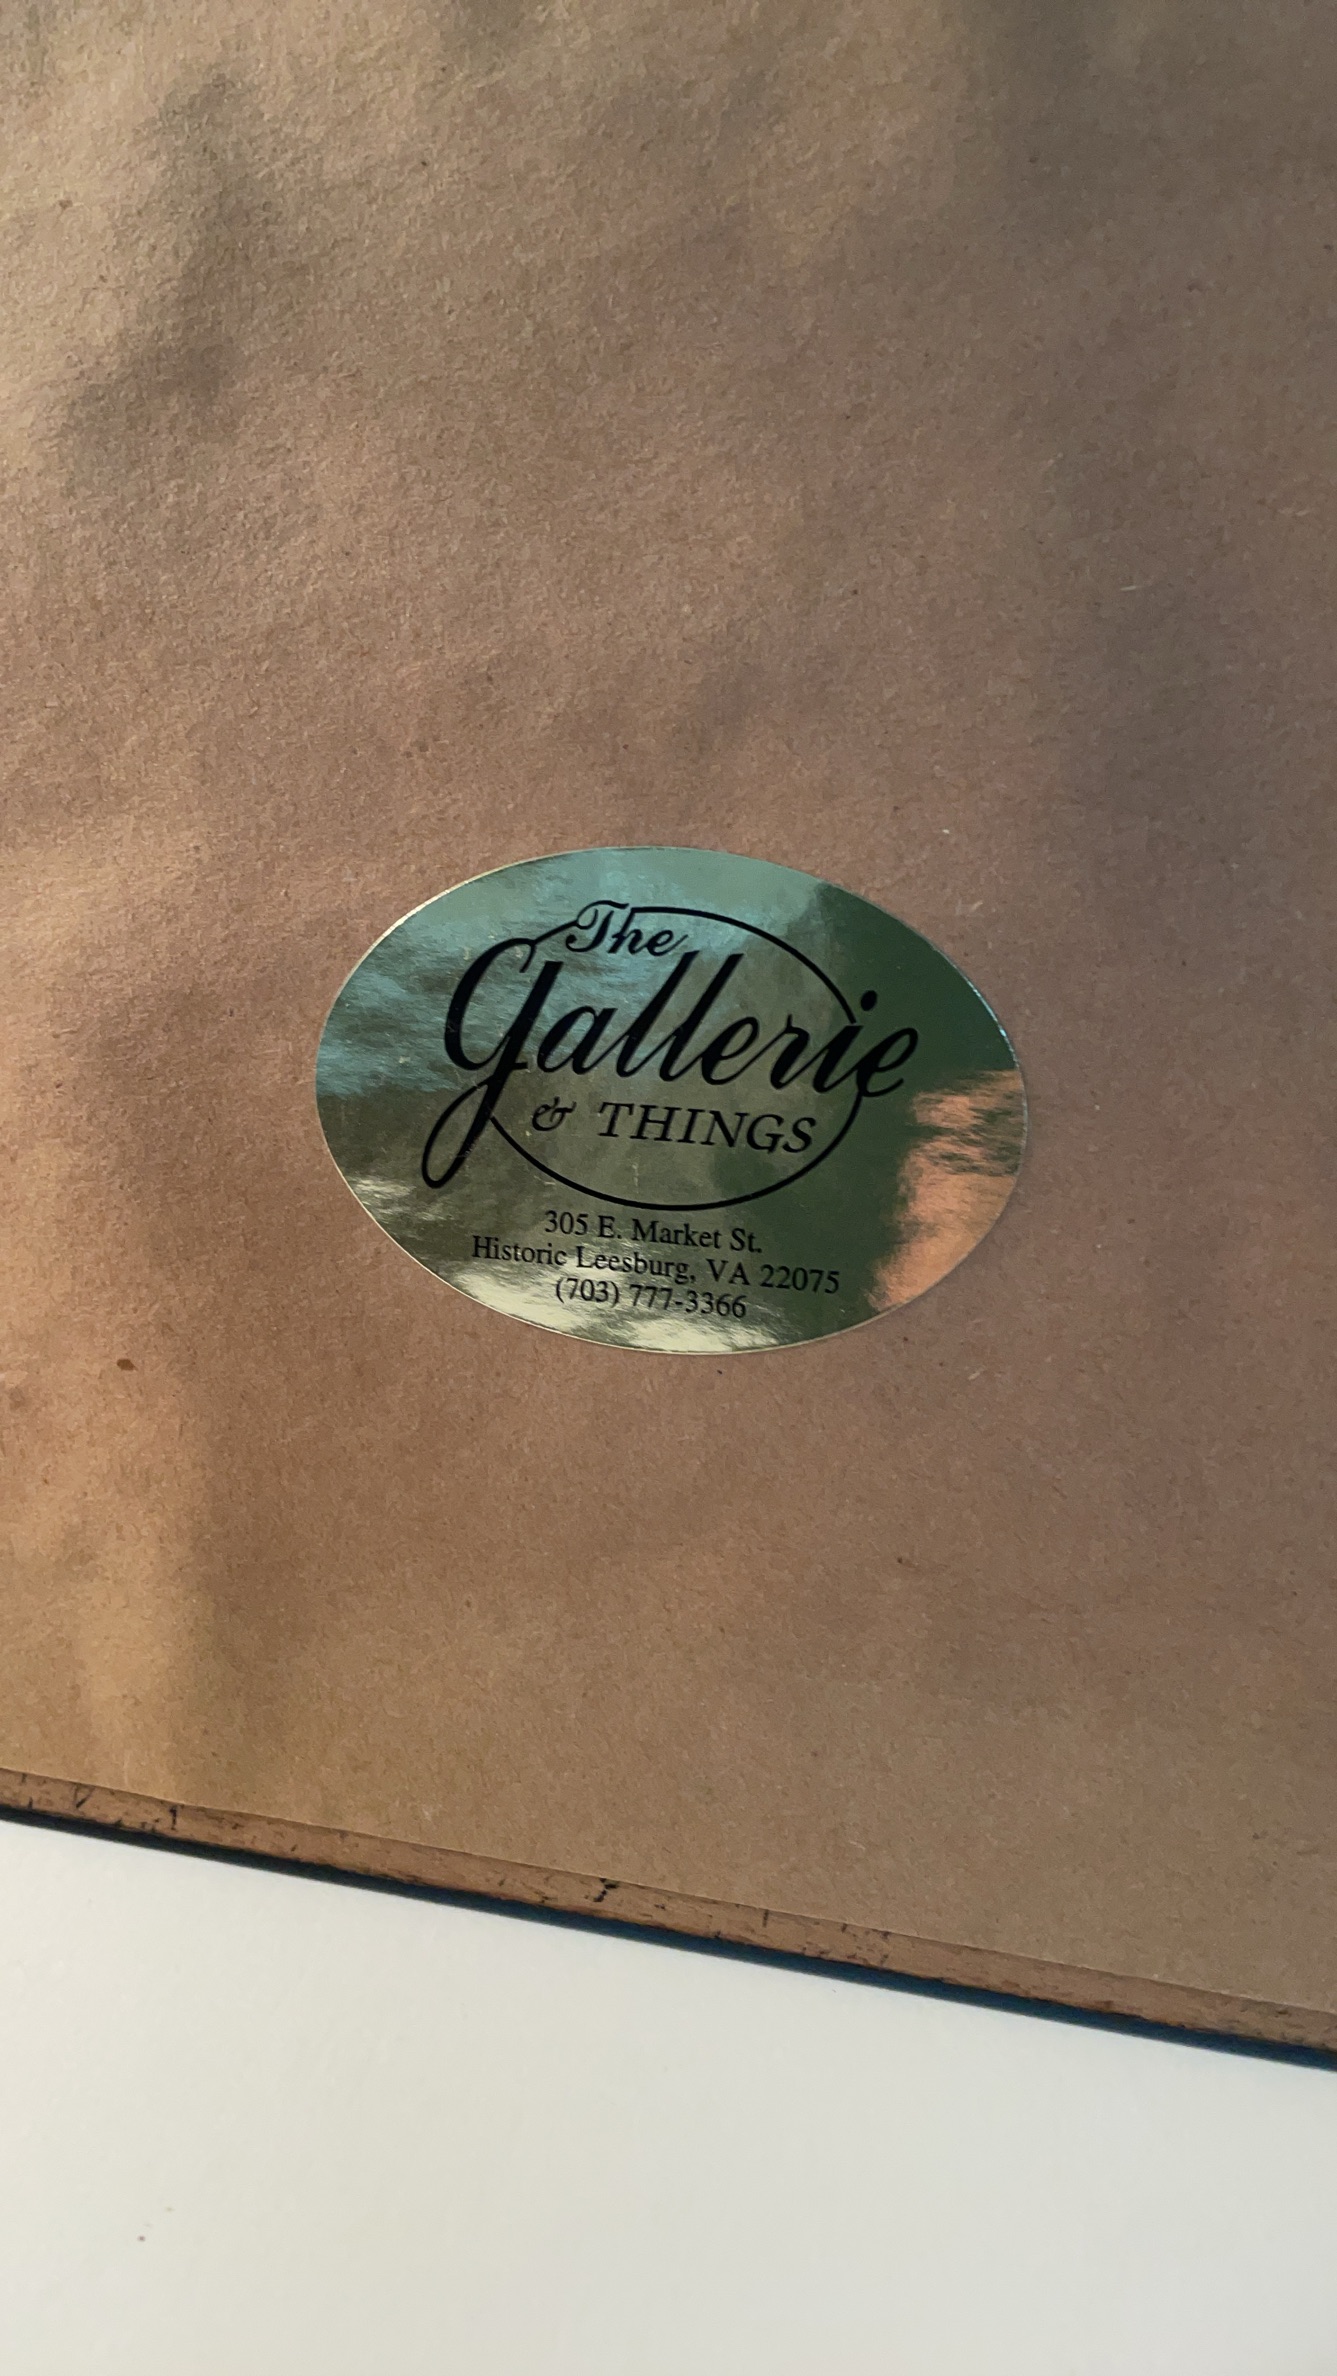 The
Gallerie
& THINGS
305 E. Market St.
Historic Leesburg, VA 22075
(703) 777-3366